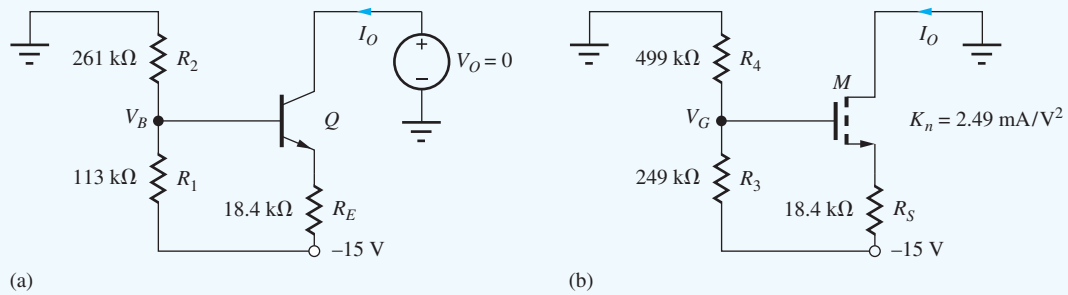 I_O
261 kΩ R_2
V_O = 0
V_B
Q
113 kΩ R_1
18.4 kΩ R_E
–15 V
(a)
I_O
499 kΩ R_4
M
V_G
K_n = 2.49 mA/V^2
249 kΩ R_3
18.4 kΩ R_S
–15 V
(b)